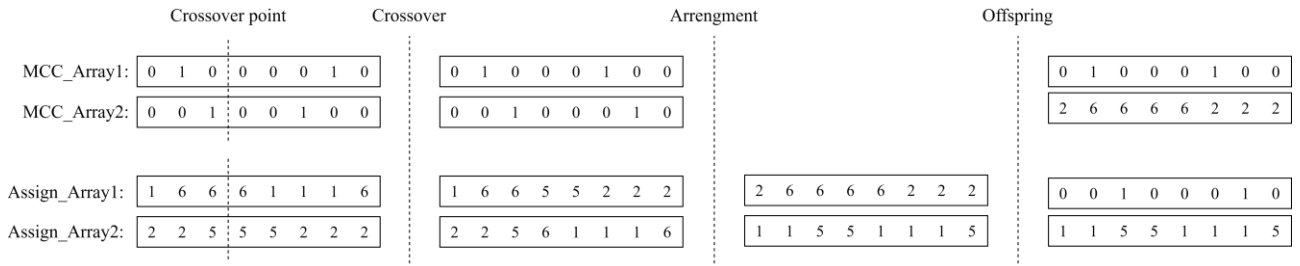 Crossover point Crossover Arrengment Offspring
MCC_Array1: 0 1 0 0 0 0 1 0 0 1 0 0 0 1 0 0 0 1 0 0 0 1 0 0
MCC_Array2: 0 0 1 0 0 1 0 0 0 0 1 0 0 0 1 0 2 6 6 6 6 2 2 2
Assign_Array1: 1 6 6 6 1 1 1 6 1 6 6 5 5 2 2 2 2 6 6 6 6 2 2 2 0 0 1 0 0 0 1 0
Assign_Array2: 2 2 5 5 5 2 2 2 2 2 5 6 1 1 1 6 1 1 5 5 1 1 1 5 1 1 5 5 1 1 1 5